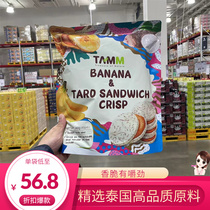 TAMM
BANANA
&
TARO SANDWICH
CRISP
香脆有嚼劲
单袋低至
¥56.8
折扣爆款
精选泰国高品质原料